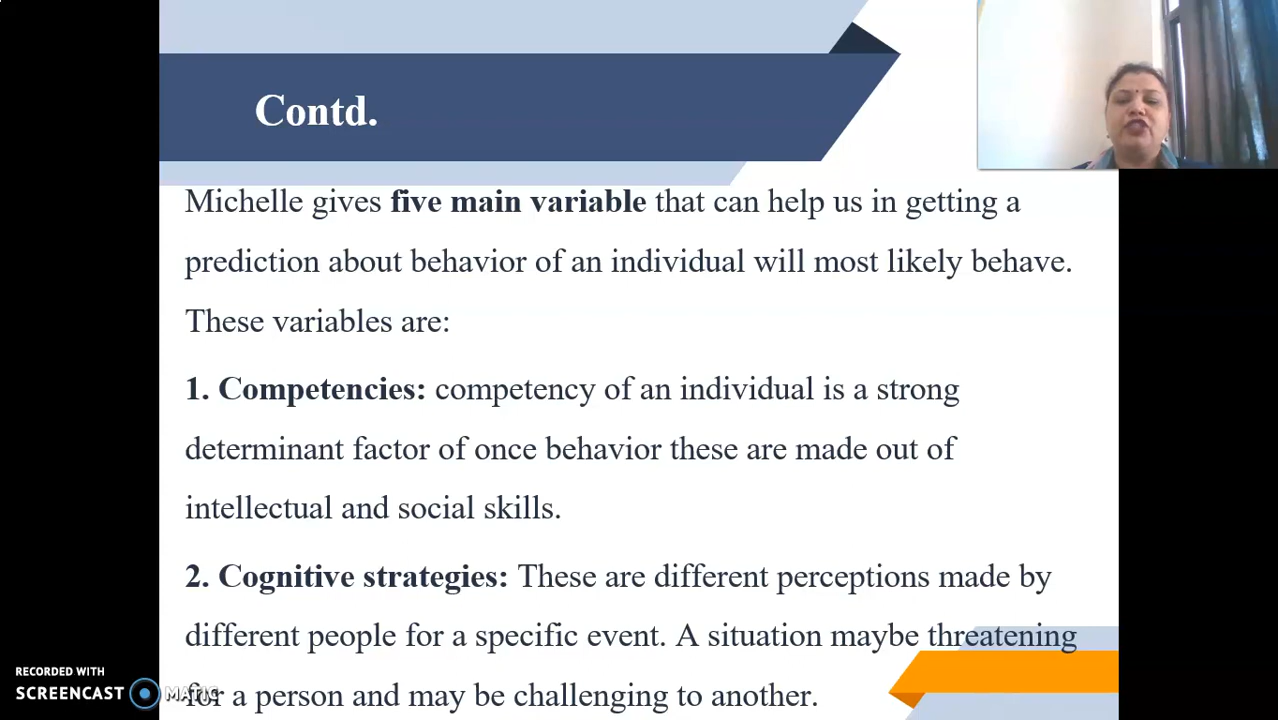 Contd.
Michelle gives five main variable that can help us in getting a
prediction about behavior of an individual will most likely behave.
These variables are:
1. Competencies: competency of an individual is a strong
determinant factor of once behavior these are made out of
intellectual and social skills.
2. Cognitive strategies: These are different perceptions made by
different people for a specific event. A situation maybe threatening
for a person and may be challenging to another.
RECORDED WITH
SCREENCAST MATIC